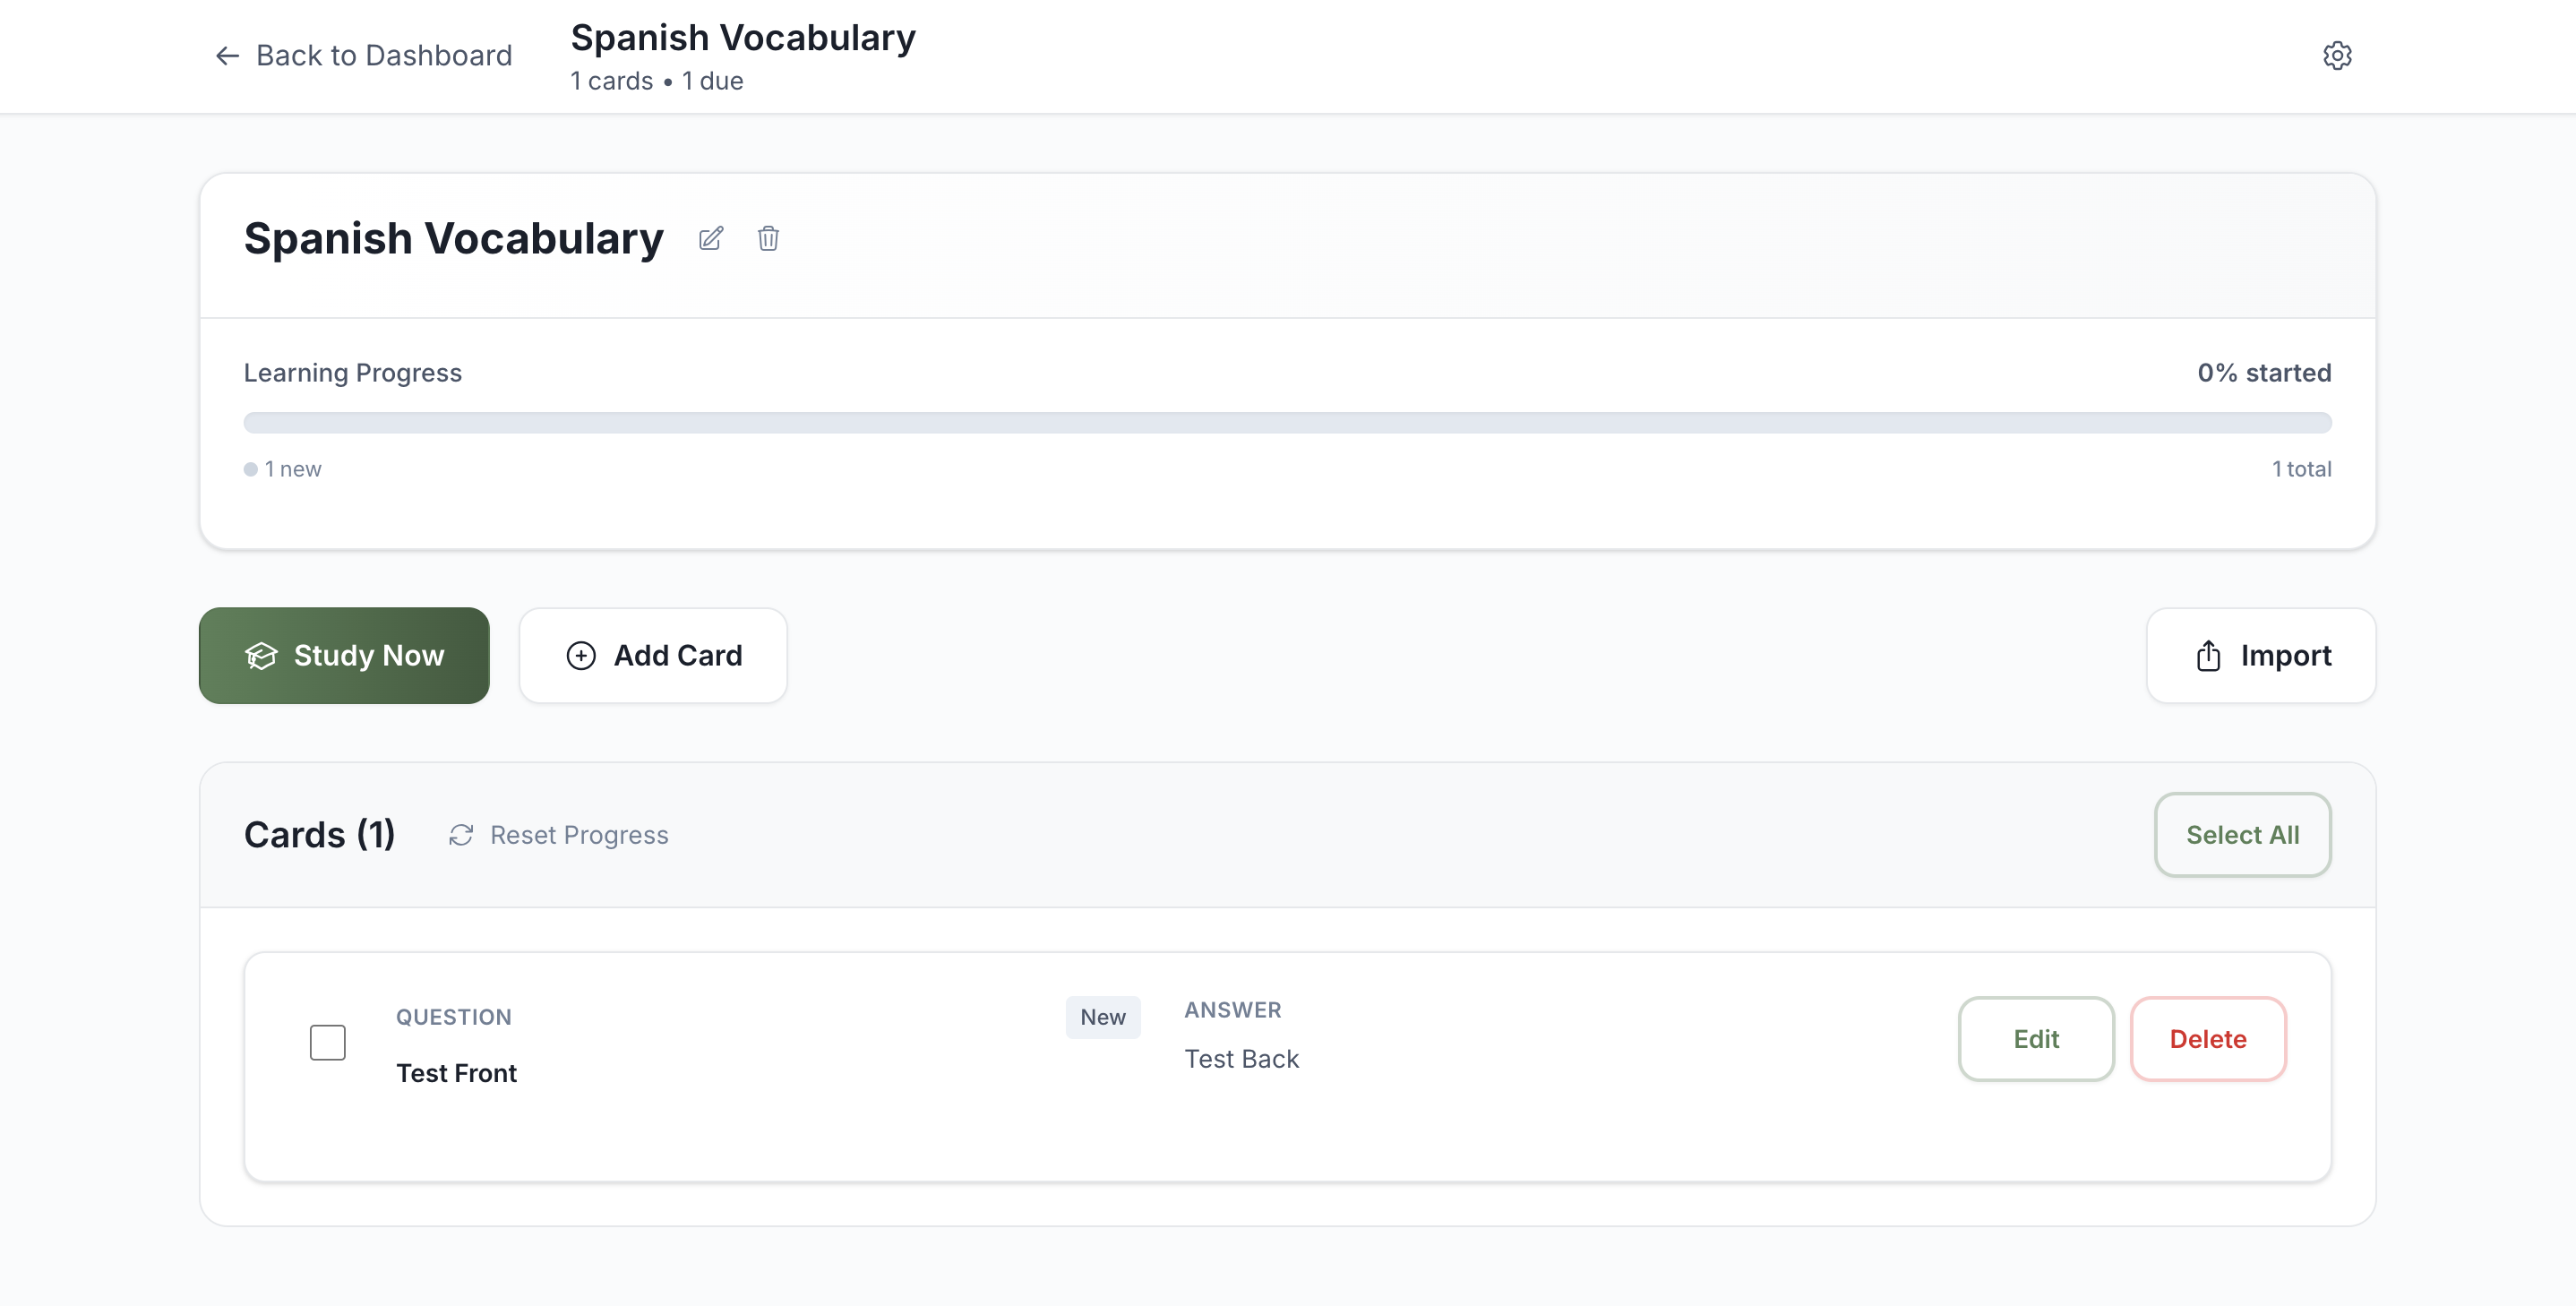 Back to Dashboard
Spanish Vocabulary
1 cards • 1 due
Spanish Vocabulary
Learning Progress
0% started
1 new
1 total
Study Now
Add Card
Import
Cards (1)
Reset Progress
Select All
QUESTION
Test Front
New
ANSWER
Test Back
Edit
Delete